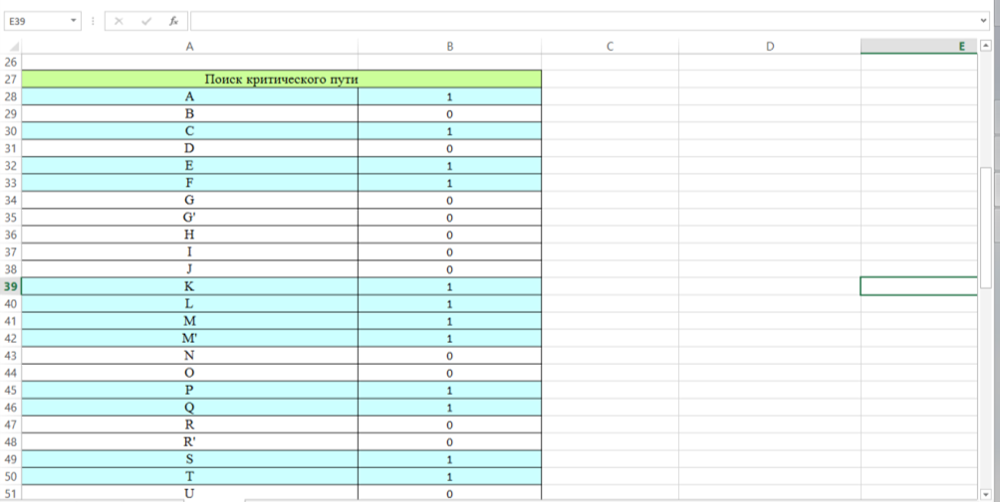 E39
fx
A B C D E
26
27 Поиск критического пути
28 A 1
29 B 0
30 C 1
31 D 0
32 E 1
33 F 1
34 G 0
35 G' 0
36 H 0
37 I 0
38 J 0
39 K 1
40 L 1
41 M 1
42 M' 1
43 N 0
44 O 0
45 P 1
46 Q 1
47 R 0
48 R' 0
49 S 1
50 T 1
51 U 0